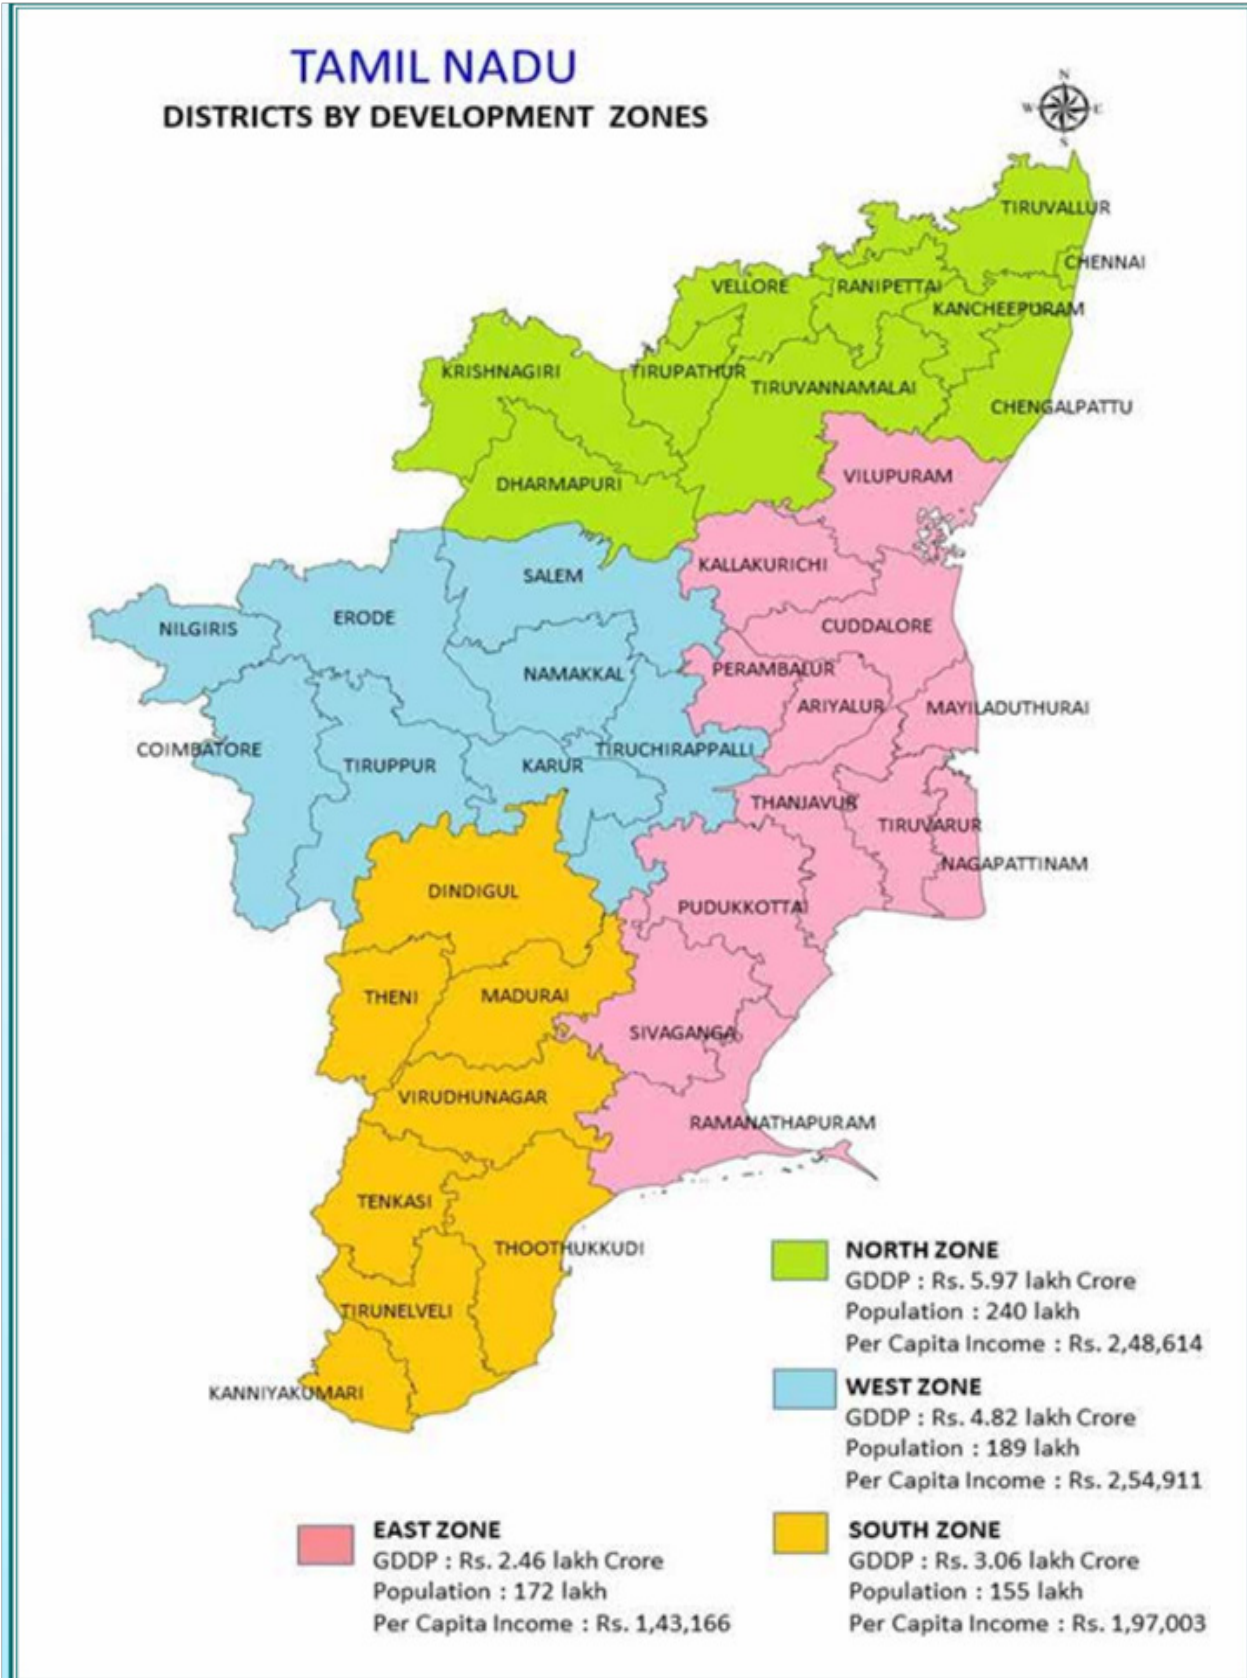 TAMIL NADU
DISTRICTS BY DEVELOPMENT ZONES
N
W E
S
TIRUVALLUR
CHENNAI
VELLORE
RANIPETTAI
KANCHEEPURAM
KRISHNAGIRI
TIRUPATHUR
TIRUVANNAMALAI
CHENGALPATTU
DHARMAPURI
VILUPURAM
KALLAKURICHI
SALEM
NILGIRIS
ERODE
CUDDALORE
NAMAKKAL
PERAMBALUR
ARIYALUR
MAYILADUTHURAI
COIMBATORE
TIRUPPUR
KARUR
TIRUCHIRAPPALLI
THANJAVUR
TIRUVARUR
NAGAPATTINAM
DINDIGUL
PUDUKKOTTAI
THENI
MADURAI
SIVAGANGA
VIRUDHUNAGAR
RAMANATHAPURAM
TENKASI
THOOTHUKKUDI
TIRUNELVELI
KANNIYAKUMARI
NORTH ZONE
GDDP : Rs. 5.97 lakh Crore
Population : 240 lakh
Per Capita Income : Rs. 2,48,614
WEST ZONE
GDDP : Rs. 4.82 lakh Crore
Population : 189 lakh
Per Capita Income : Rs. 2,54,911
EAST ZONE
GDDP : Rs. 2.46 lakh Crore
Population : 172 lakh
Per Capita Income : Rs. 1,43,166
SOUTH ZONE
GDDP : Rs. 3.06 lakh Crore
Population : 155 lakh
Per Capita Income : Rs. 1,97,003